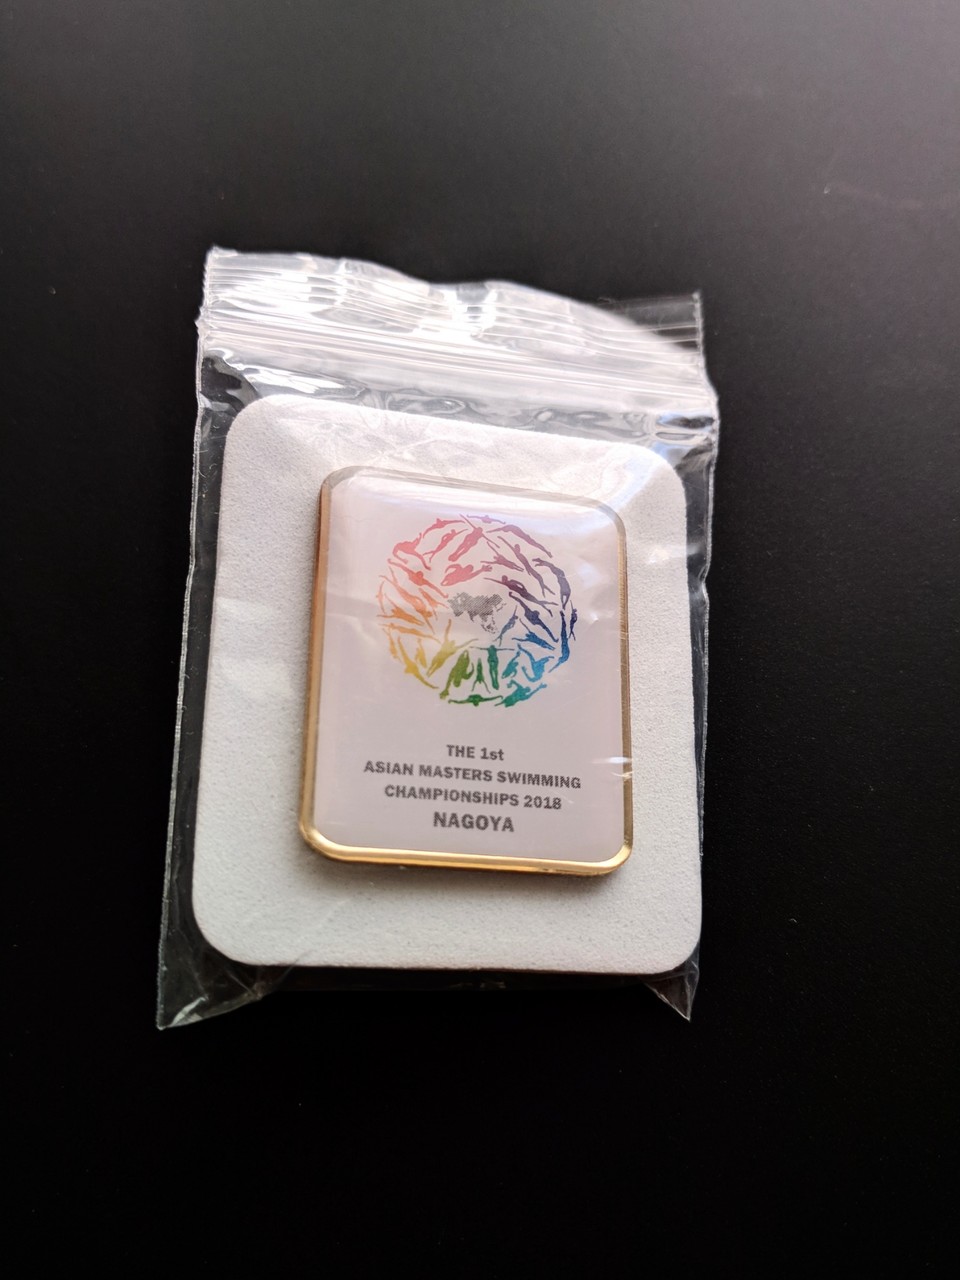 THE 1st
ASIAN MASTERS SWIMMING
CHAMPIONSHIPS 2018
NAGOYA